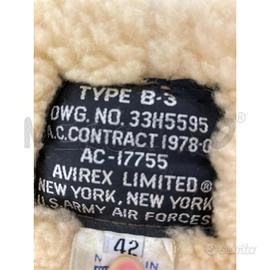 TYPE B-3
DWG. NO. 33H5595
A.C. CONTRACT 1978-
AC-17755
AVIREX LIMITED®
NEW YORK, NEW YORK
U.S. ARMY AIR FORCES
42
subito